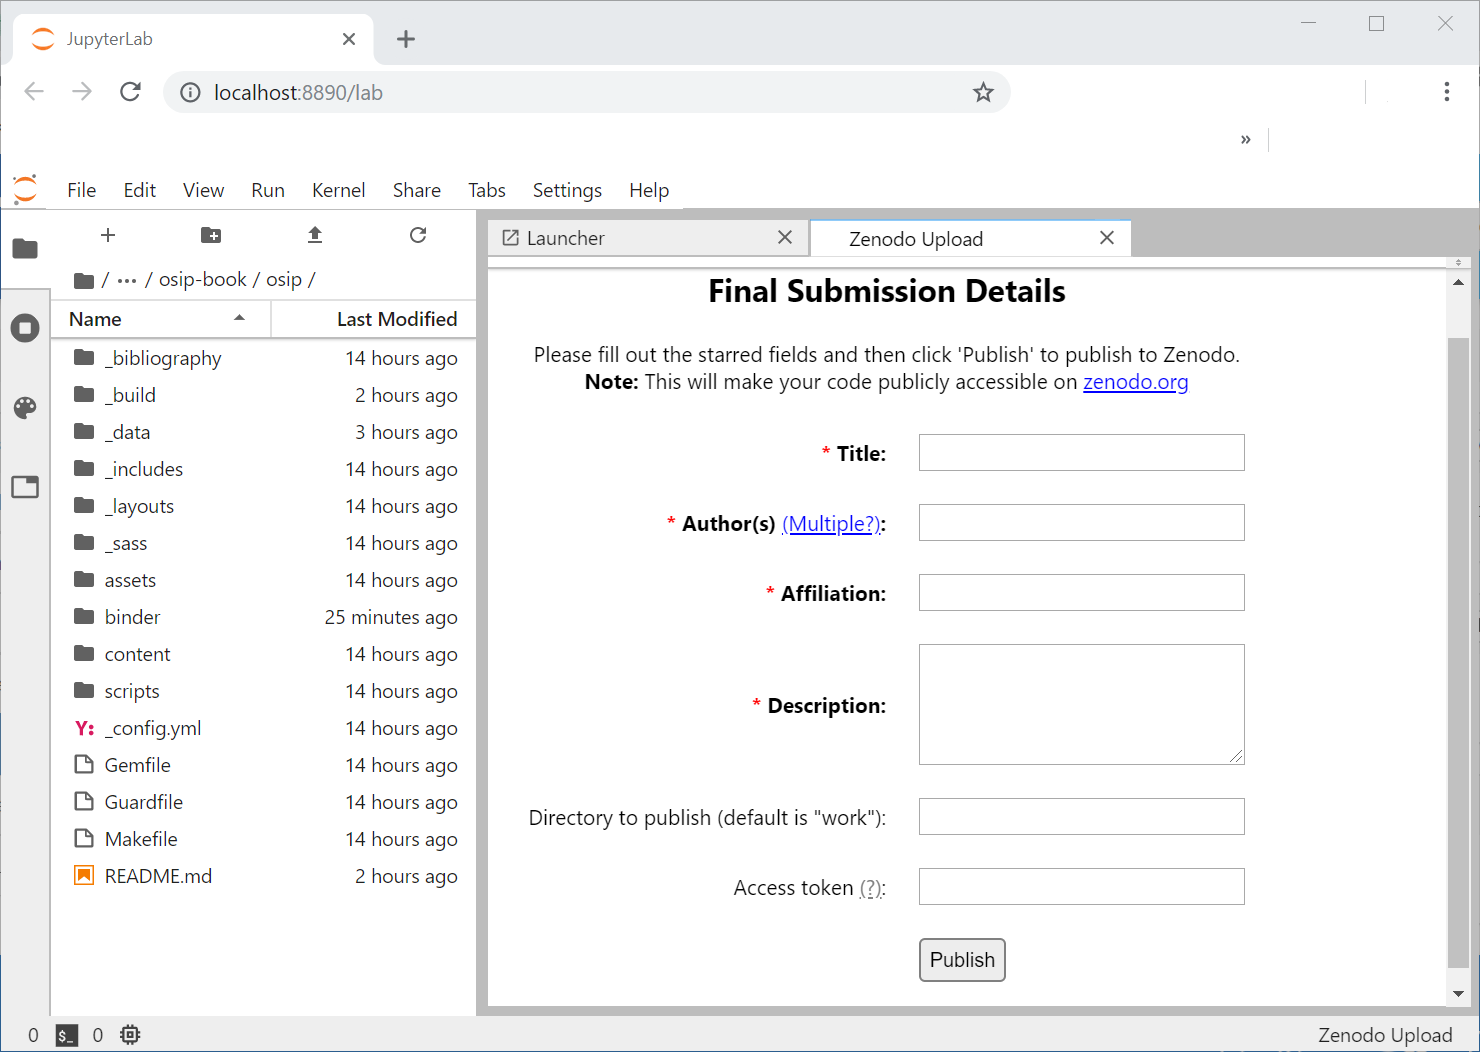 JupyterLab
localhost:8890/lab
»
File Edit View Run Kernel Share Tabs Settings Help
Launcher
Zenodo Upload
/ ••• / osip-book / osip /
Name Last Modified
_bibliography 14 hours ago
_build 2 hours ago
_data 3 hours ago
_includes 14 hours ago
_layouts 14 hours ago
_sass 14 hours ago
assets 14 hours ago
binder 25 minutes ago
content 14 hours ago
scripts 14 hours ago
Y: _config.yml 14 hours ago
Gemfile 14 hours ago
Guardfile 14 hours ago
Makefile 14 hours ago
README.md 2 hours ago
Final Submission Details
Please fill out the starred fields and then click 'Publish' to publish to Zenodo.
Note: This will make your code publicly accessible on zenodo.org
* Title:
* Author(s) (Multiple?):
* Affiliation:
* Description:
Directory to publish (default is "work"):
Access token (?):
Publish
0 $_ 0
Zenodo Upload